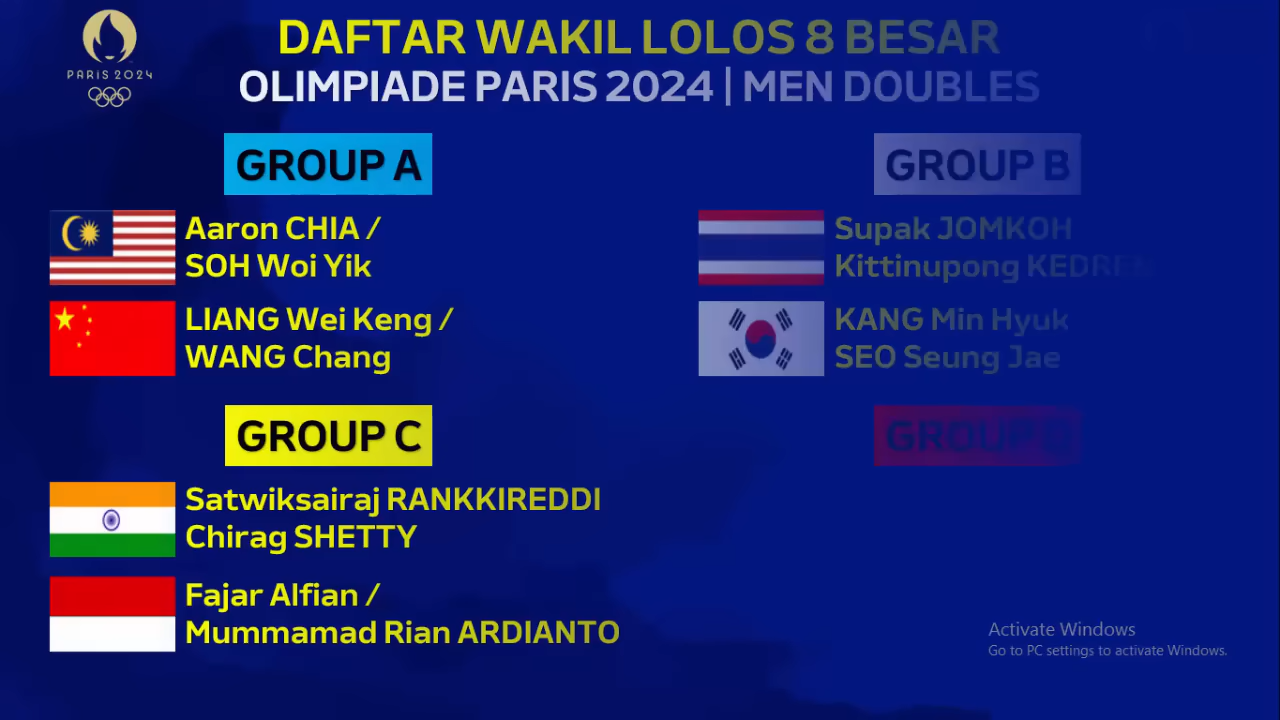 PARIS 2024
DAFTAR WAKIL LOLOS 8 BESAR
OLIMPIADE PARIS 2024 | MEN DOUBLES
GROUP A
Aaron CHIA /
SOH Woi Yik
LIANG Wei Keng /
WANG Chang
GROUP B
Supak JOMKOH
Kittinupong
KANG Min Hyuk
SEO Seung Jae
GROUP C
Satwiksairaj RANKKIREDDI
Chirag SHETTY
Fajar Alfian /
Mummamad Rian ARDIANTO
GROUP
Activate Windows
Go to PC settings to activate Windows.